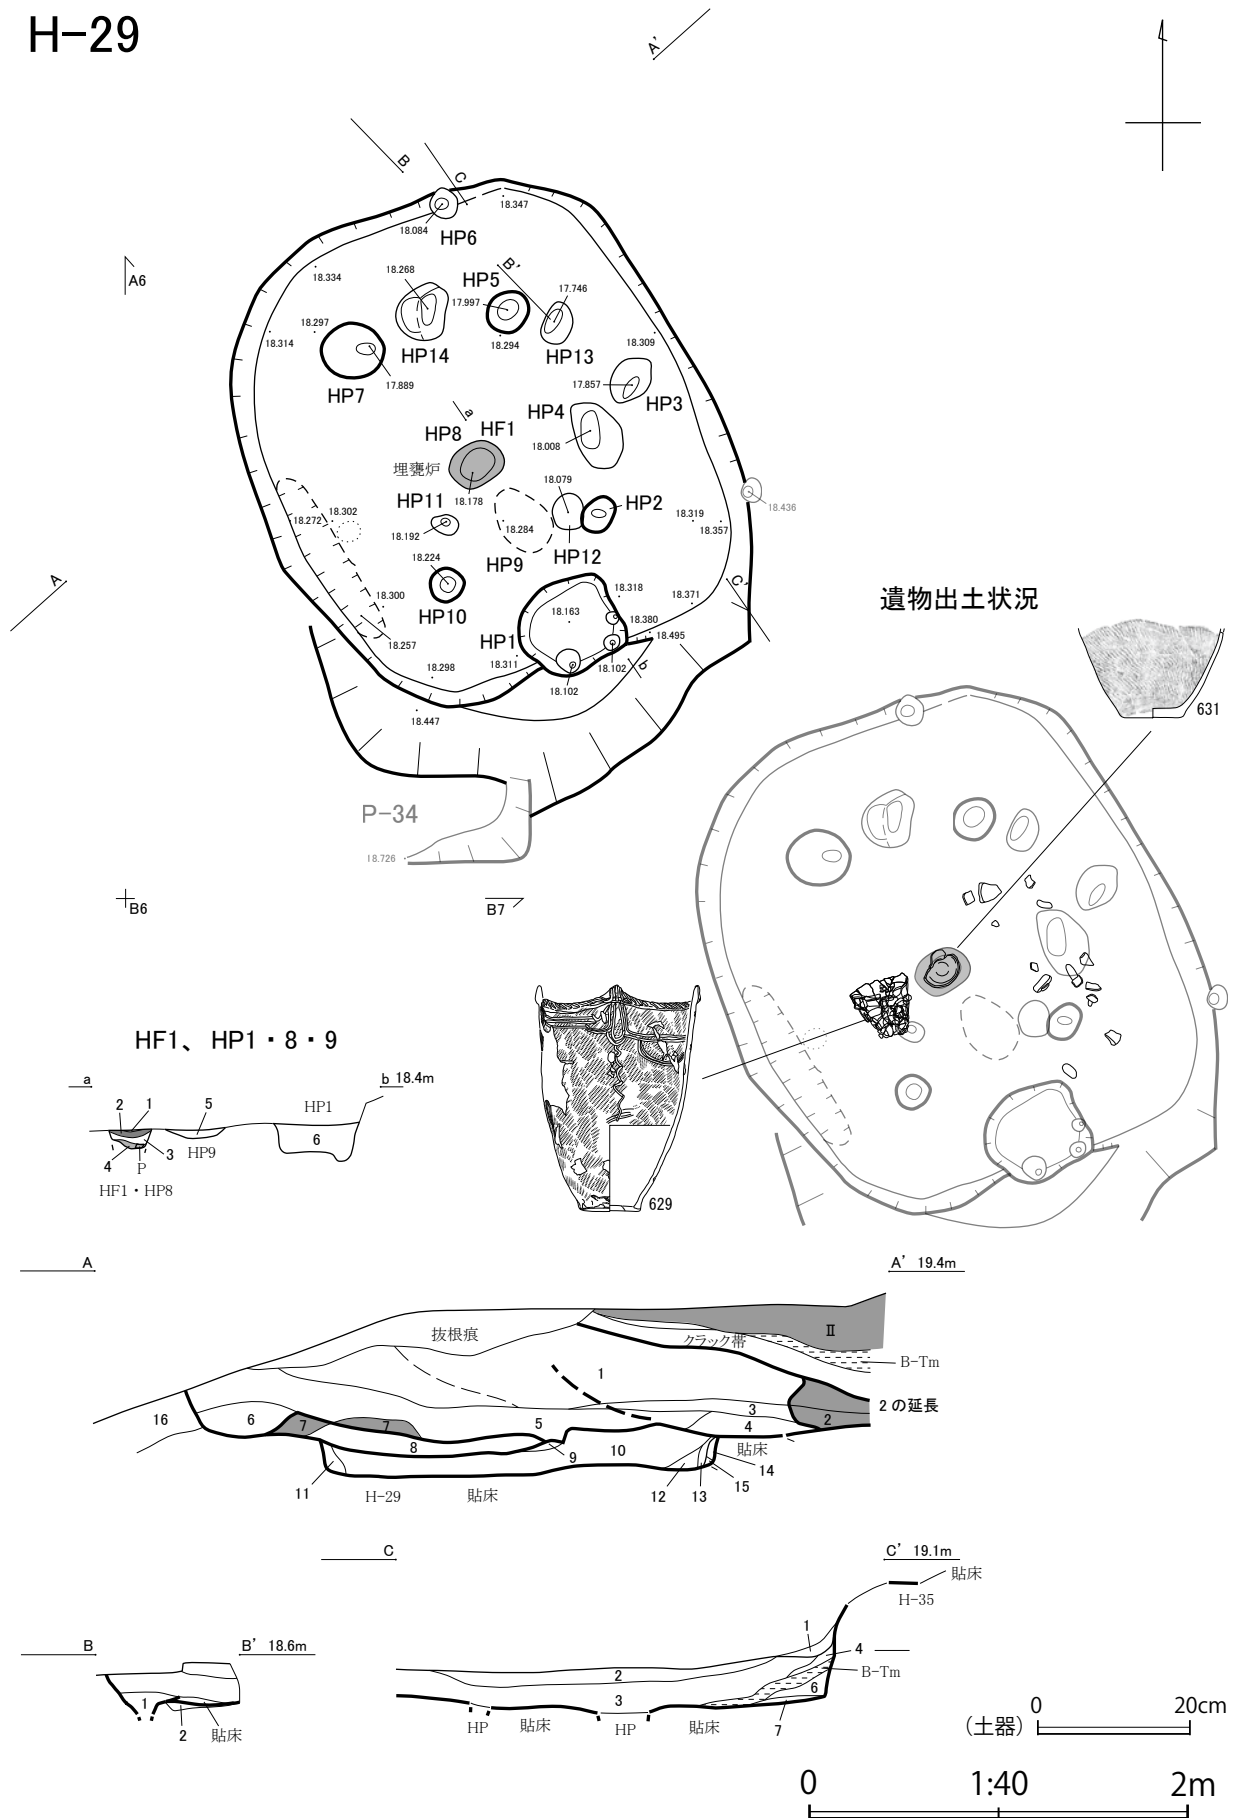 H-29
A'
B
C
18.347
18.084
HP6
A6
18.334
18.268
HP5
B'
17.746
17.997
18.297
18.314
HP14
18.294
HP13
18.309
HP7
17.889
17.857
HP3
a
HP4
HP8
HF1
18.008
埋甕炉
18.079
18.178
HP11
HP2
18.436
18.302
18.272
18.284
18.319
18.357
18.192
HP9
HP12
18.224
A
C'
18.300
18.318
18.371
遺物出土状況
HP10
18.163
18.380
HP1
18.495
18.257
18.311
18.298
18.102
b
18.102
18.447
631
P-34
18.726
B6
B7
HF1、HP1・8・9
a
b 18.4m
2
1
5
HP1
6
3
4
P
HP9
HF1・HP8
629
A
A' 19.4m
抜根痕
Ⅱ
クラック帯
B-Tm
1
2の延長
16
6
7
7
5
3
2
4
8
9
10
貼床
14
11
H-29
貼床
12
13
15
C
C' 19.1m
貼床
H-35
B
B' 18.6m
1
4
2
B-Tm
1
3
6
2
貼床
HP
貼床
HP
貼床
7
0
20cm
(土器)
0
1:40
2m